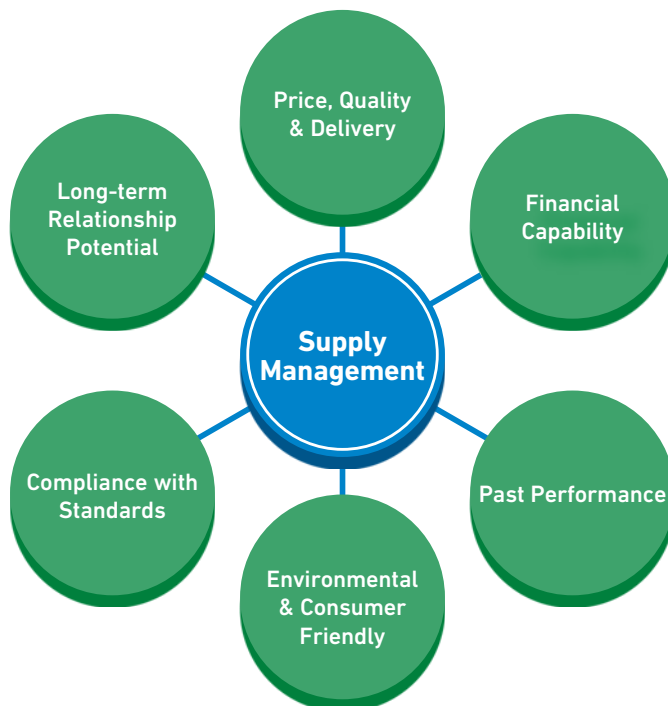 Price, Quality
& Delivery
Long-term
Relationship
Potential
Financial
Capability
Supply
Management
Compliance with
Standards
Past Performance
Environmental
& Consumer
Friendly